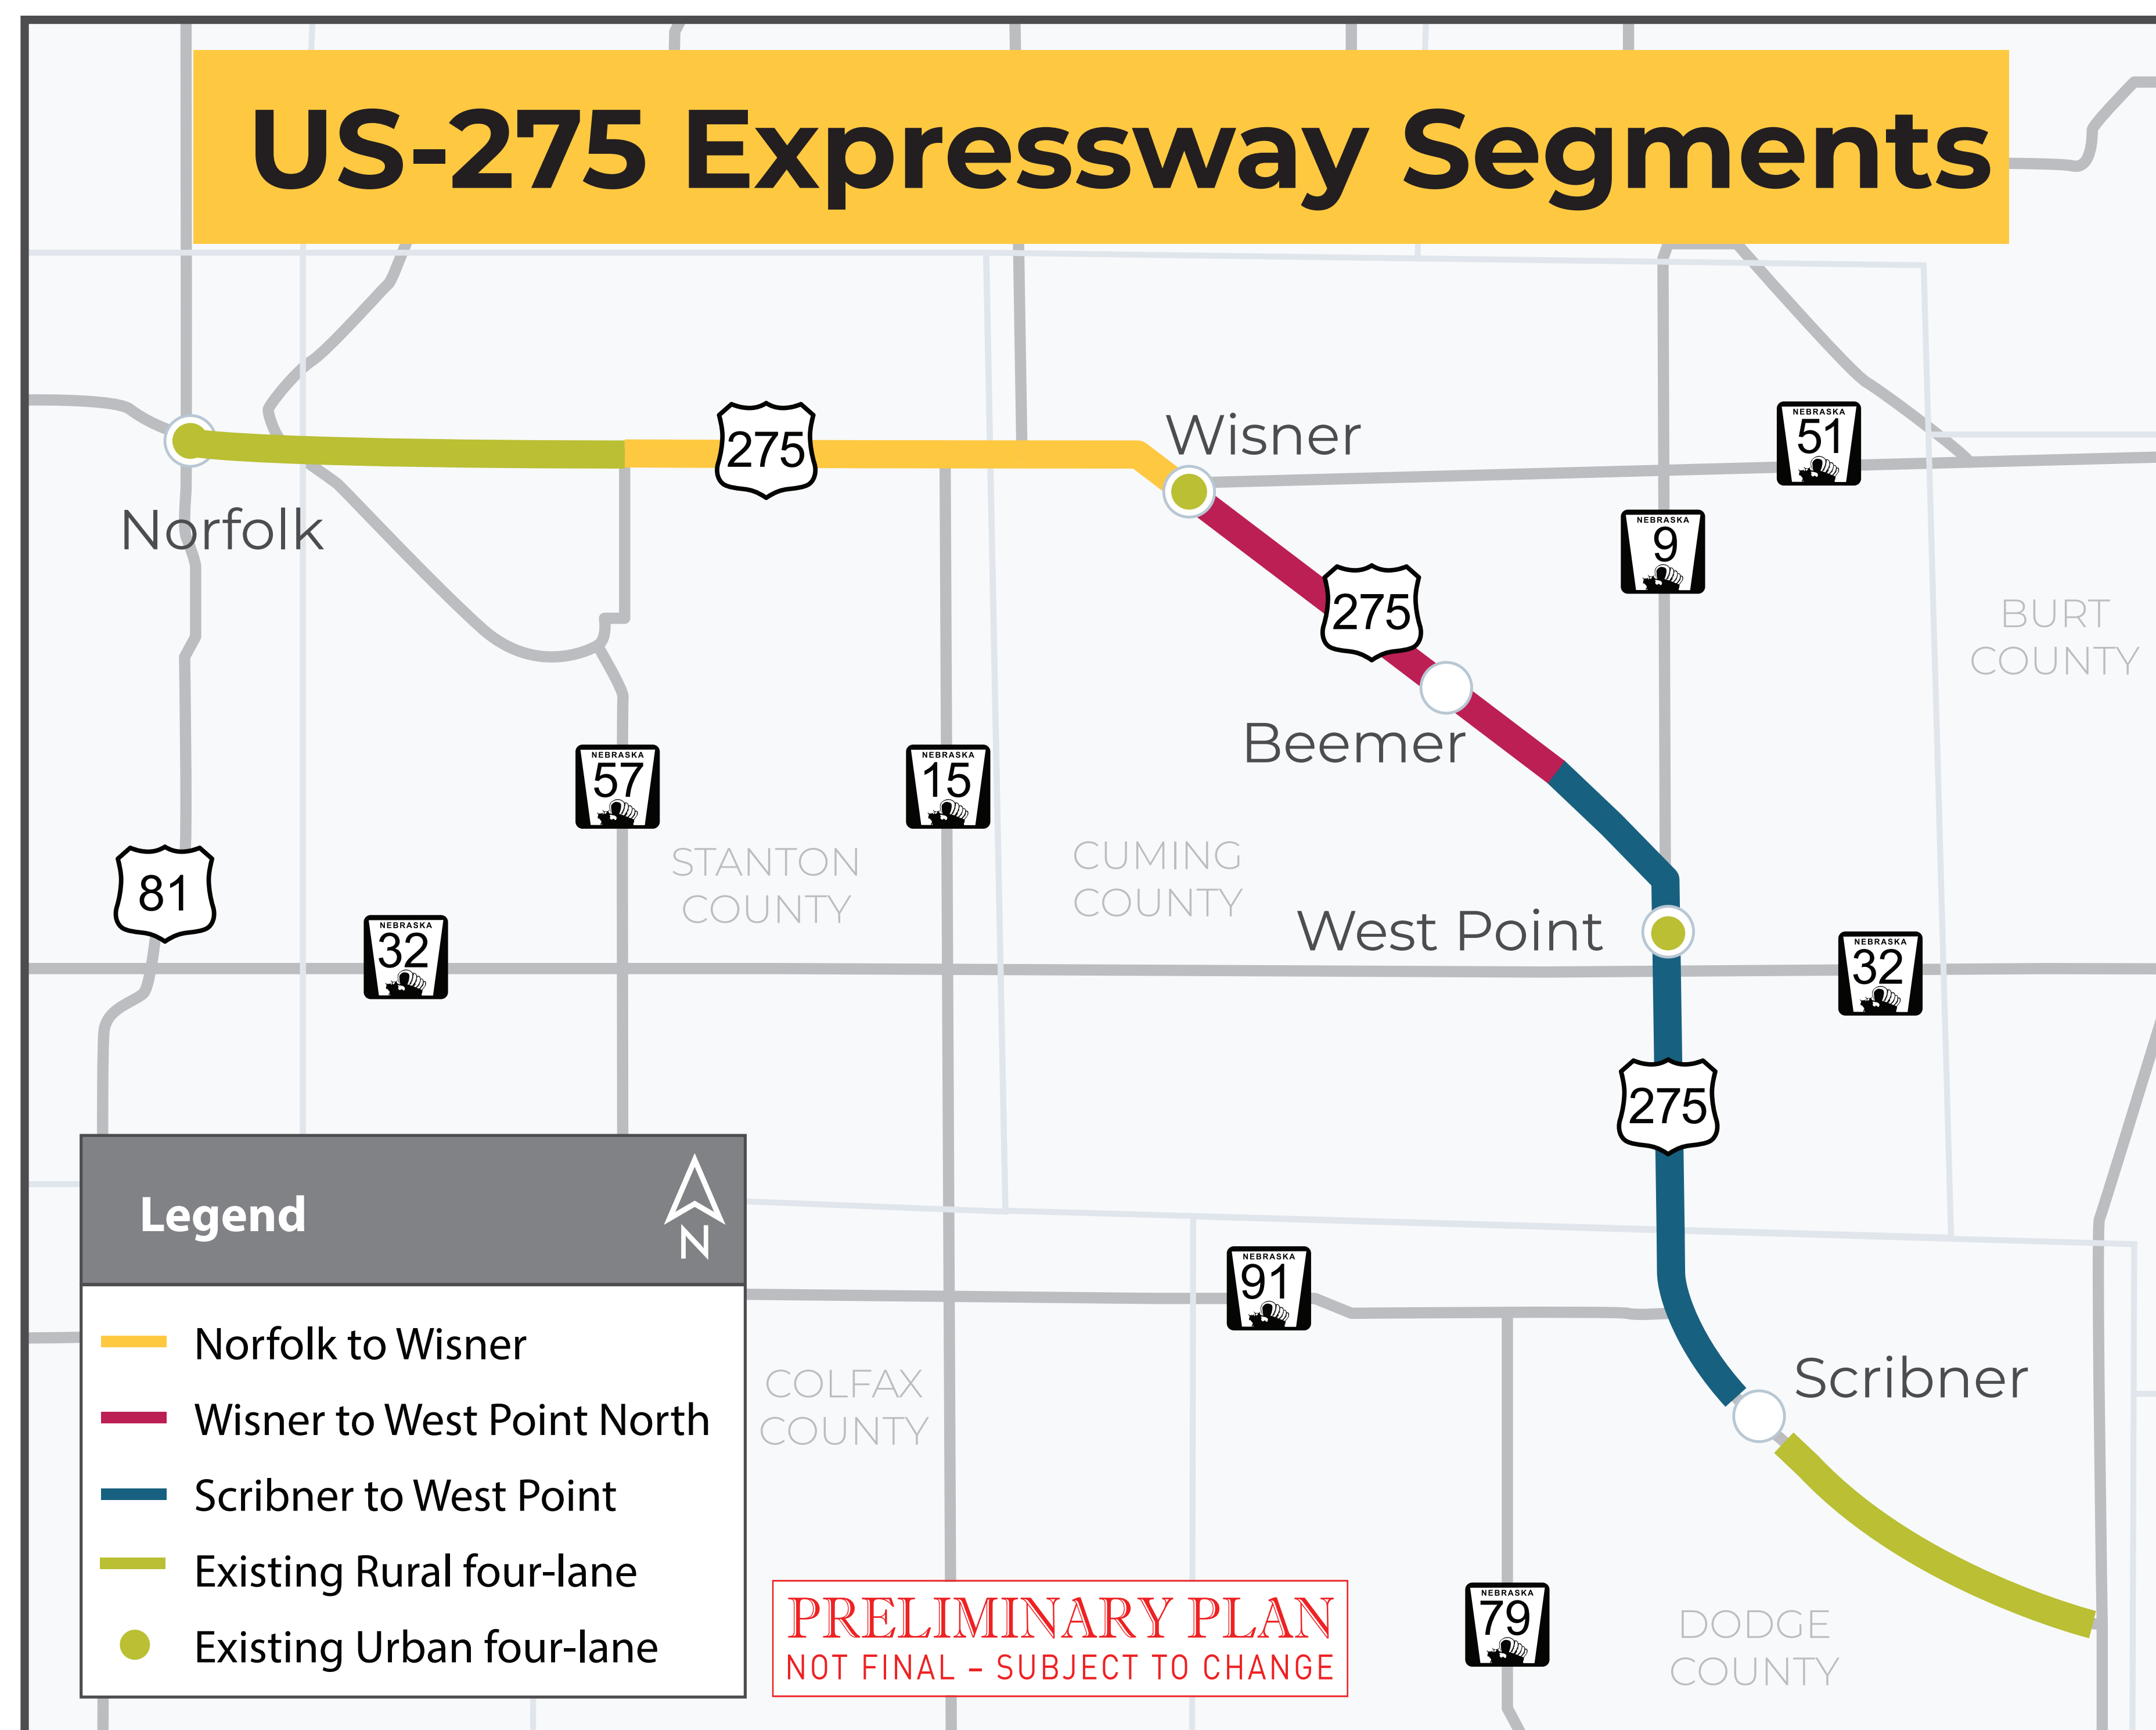 US-275 Expressway Segments
275
Wisner
NEBRASKA
51
Norfolk
NEBRASKA
9
275
BURT
COUNTY
Beemer
NEBRASKA
57
NEBRASKA
15
81
STANTON
COUNTY
CUMING
COUNTY
West Point
NEBRASKA
32
NEBRASKA
32
275
Legend
N
Norfolk to Wisner
Wisner to West Point North
Scribner to West Point
Existing Rural four-lane
Existing Urban four-lane
NEBRASKA
91
Scribner
COLFAX
COUNTY
PRELIMINARY PLAN
NOT FINAL – SUBJECT TO CHANGE
NEBRASKA
79
DODGE
COUNTY